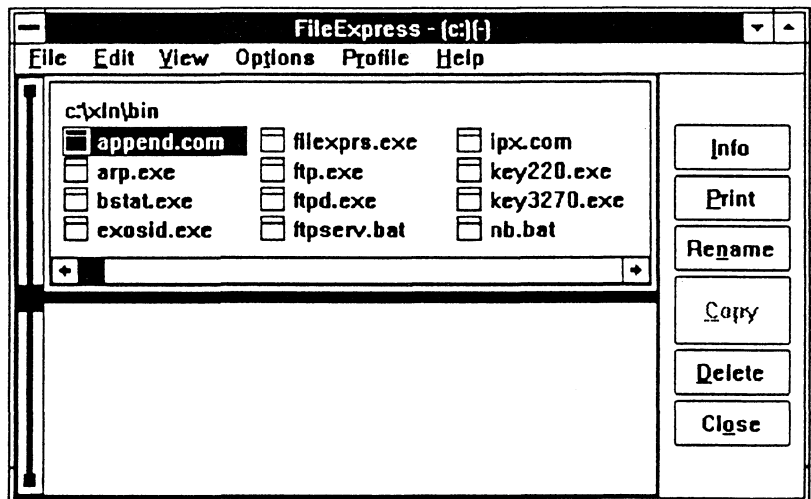 FileExpress - (c:)(-)
File Edit View Options Profile Help
c:\xln\bin
append.com filexprs.exe ipx.com
arp.exe ftp.exe key220.exe
bstat.exe ftpd.exe key3270.exe
exosid.exe ftpserv.bat nb.bat
Info
Print
Rename
Copy
Delete
Close